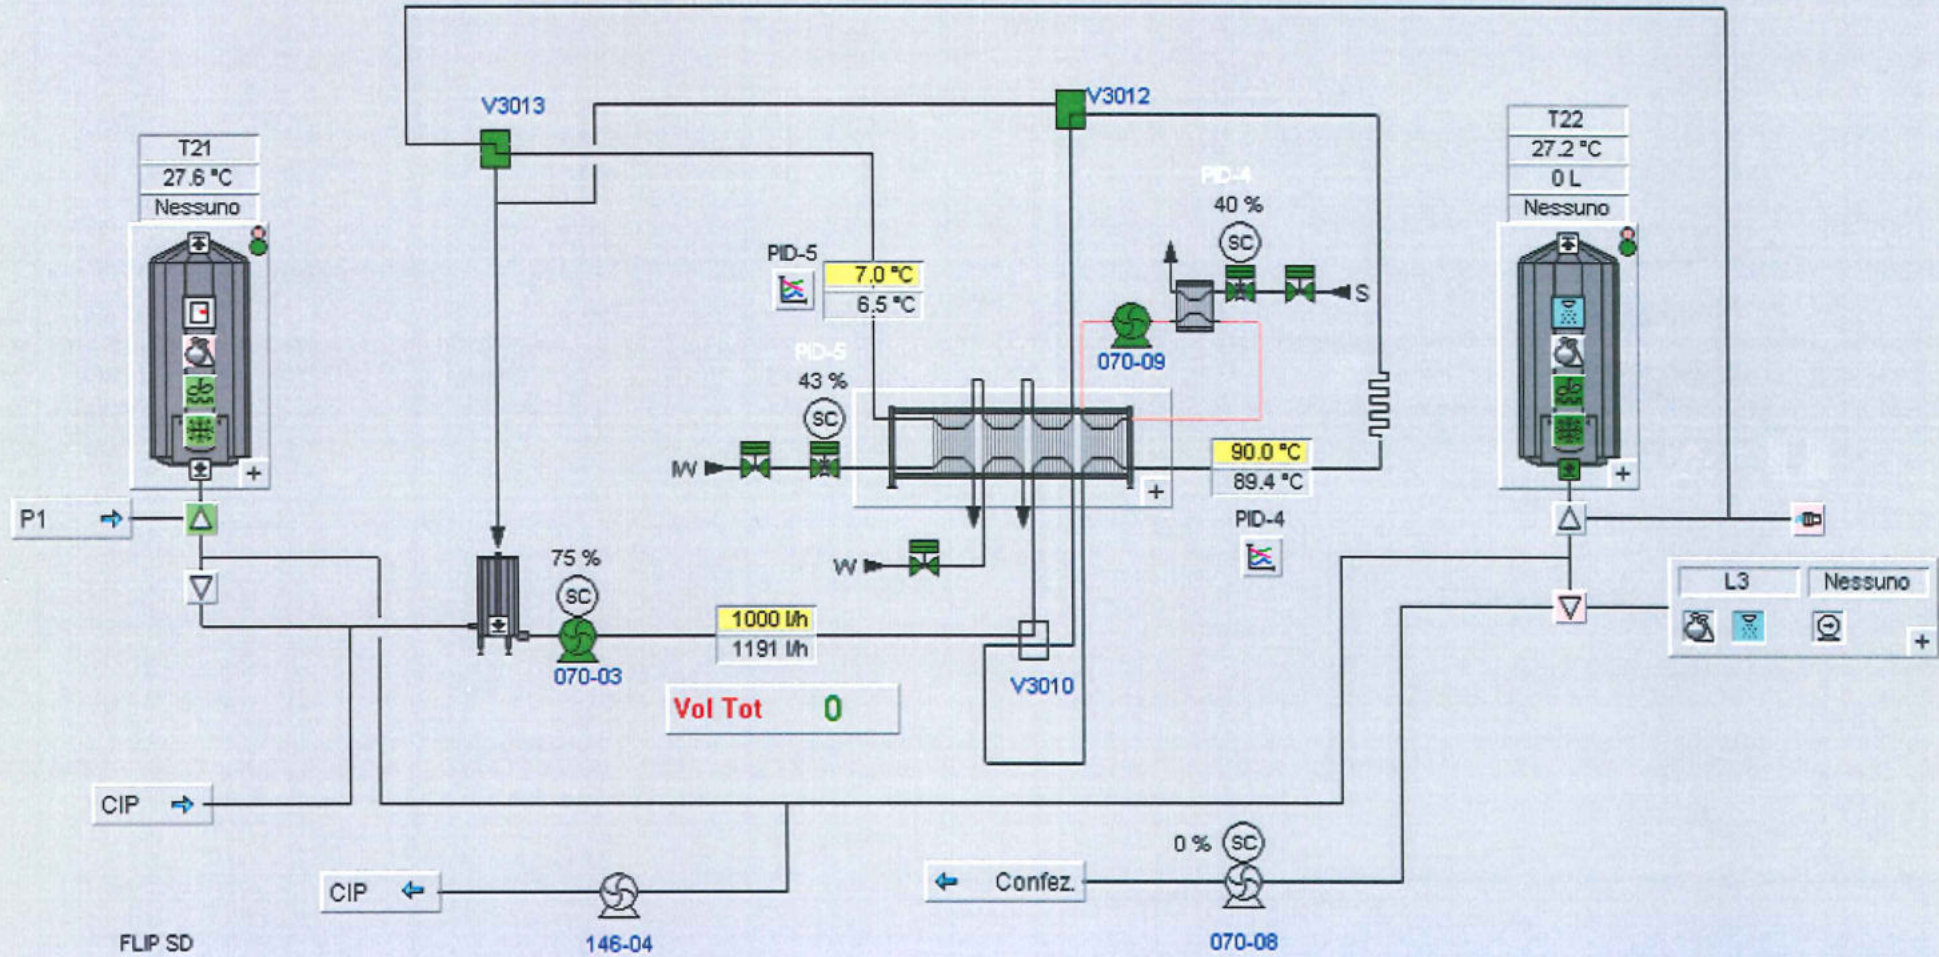 V3013
V3012
T21
27.6 °C
Nessuno
T22
27.2 °C
0 L
Nessuno
PID-4
40 %
SC
S
PID-5
7.0 °C
6.5 °C
070-09
PID-5
43 %
SC
IW
90.0 °C
89.4 °C
PID-4
+
+
+
P1
75 %
SC
W
1000 l/h
1191 l/h
070-03
V3010
Vol Tot 0
L3
Nessuno
+
CIP
0 %
SC
CIP
Confez.
FLIP SD
146-04
070-08